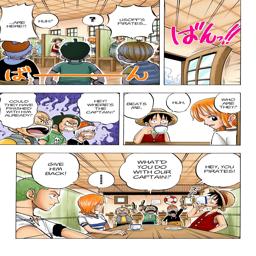 ばんっ!!
USOPP'S
PIRATES...
?
HUH?
...ARE
HERE!!
ばーん
WHO
ARE
THEY?
HUH.
BEATS
ME.
HEY!
WHERE'S
THE
CAPTAIN?
COULD
THEY HAVE
FINISHED
WITH HIM
ALREADY?
HEY, YOU
PIRATES!
WHAT'D
YOU DO
WITH OUR
CAPTAIN?
GIVE
HIM
BACK!